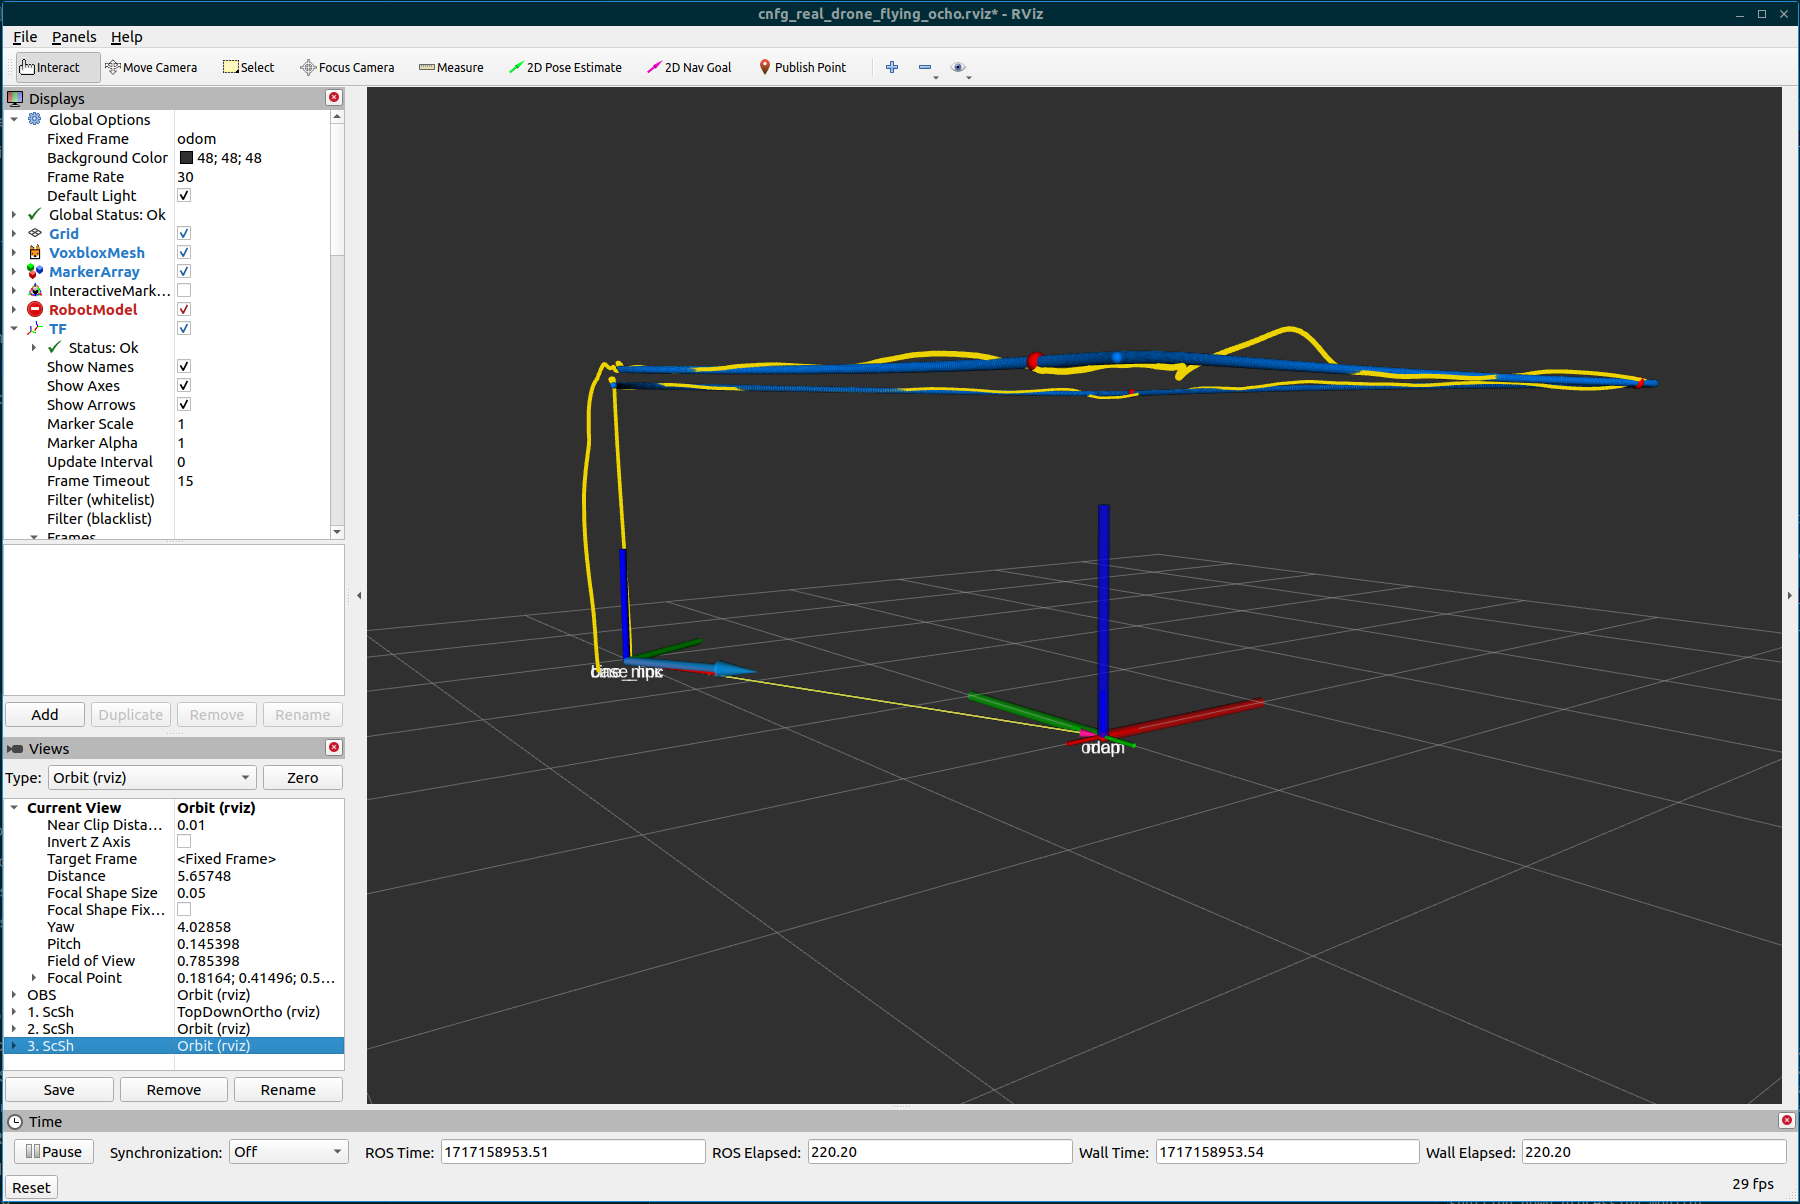 cnfg_real_drone_flying_ocho.rviz* - RViz
File Panels Help
Interact Move Camera Select Focus Camera Measure 2D Pose Estimate 2D Nav Goal Publish Point
Displays
Global Options
Fixed Frame odom
Background Color 48; 48; 48
Frame Rate 30
Default Light
Global Status: Ok
Grid
VoxbloxMesh
MarkerArray
InteractiveMark...
RobotModel
TF
Status: Ok
Show Names
Show Axes
Show Arrows
Marker Scale 1
Marker Alpha 1
Update Interval 0
Frame Timeout 15
Filter (whitelist)
Filter (blacklist)
Frames
Add Duplicate Remove Rename
Views
Type: Orbit (rviz) Zero
Current View Orbit (rviz)
Near Clip Dista... 0.01
Invert Z Axis
Target Frame <Fixed Frame>
Distance 5.65748
Focal Shape Size 0.05
Focal Shape Fix...
Yaw 4.02858
Pitch 0.145398
Field of View 0.785398
Focal Point 0.18164; 0.41496; 0.5...
OBS Orbit (rviz)
1. ScSh TopDownOrtho (rviz)
2. ScSh Orbit (rviz)
3. ScSh Orbit (rviz)
Save Remove Rename
Time
Pause Synchronization: Off ROS Time: 1717158953.51 ROS Elapsed: 220.20 Wall Time: 1717158953.54 Wall Elapsed: 220.20
Reset 29 fps